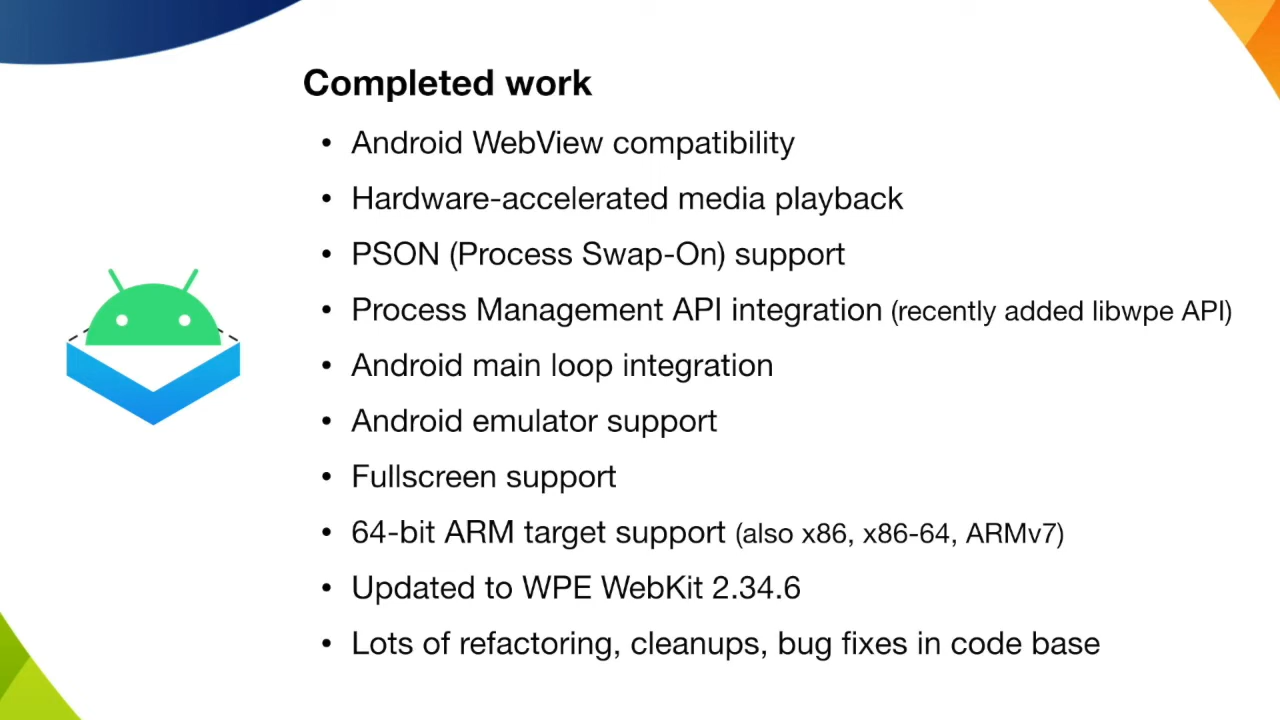 Completed work
• Android WebView compatibility
• Hardware-accelerated media playback
• PSON (Process Swap-On) support
• Process Management API integration (recently added libwpe API)
• Android main loop integration
• Android emulator support
• Fullscreen support
• 64-bit ARM target support (also x86, x86-64, ARMv7)
• Updated to WPE WebKit 2.34.6
• Lots of refactoring, cleanups, bug fixes in code base